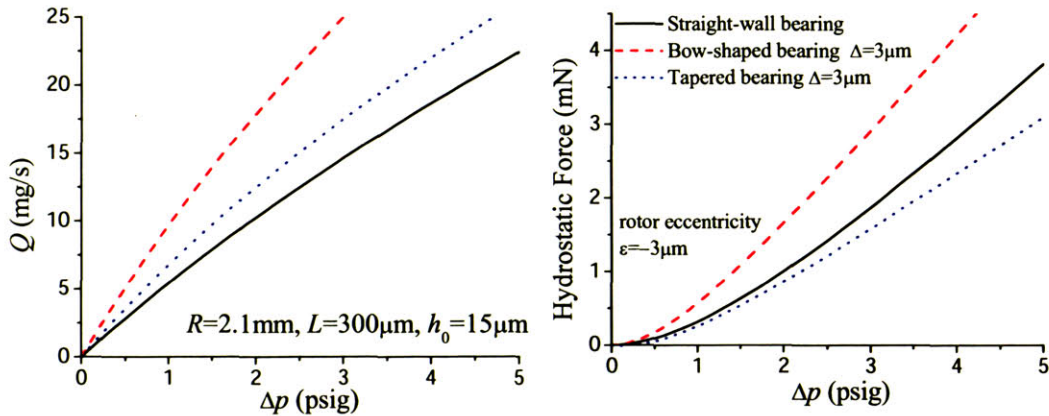 25
20
15
10
5
0
Q (mg/s)
R=2.1mm, L=300μm, h₀=15μm
0 1 2 3 4 5
Δp (psig)
4
3
2
1
0
Hydrostatic Force (mN)
Straight-wall bearing
Bow-shaped bearing Δ=3μm
Tapered bearing Δ=3μm
rotor eccentricity
ε=−3μm
0 1 2 3 4 5
Δp (psig)